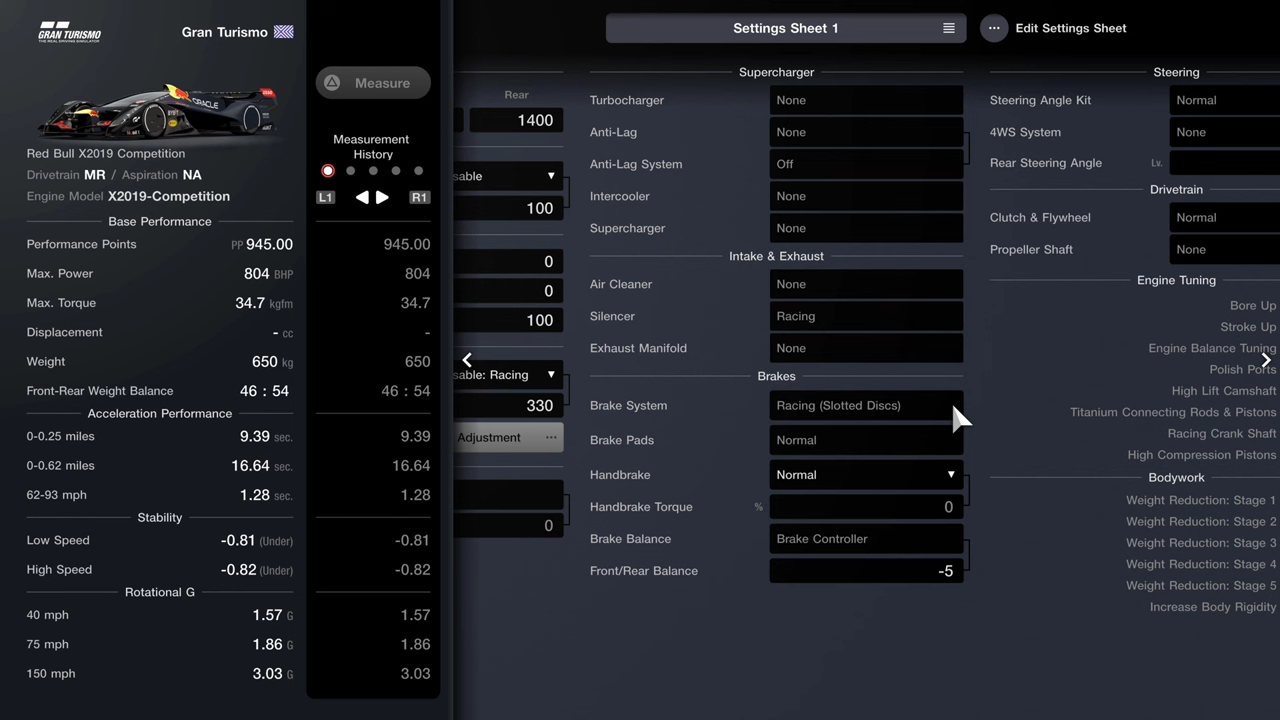 GRAN TURISMO
THE REAL DRIVING SIMULATOR
Gran Turismo
ORACLE
Red Bull X2019 Competition
Drivetrain MR / Aspiration NA
Engine Model X2019-Competition
Base Performance
Performance Points PP 945.00
Max. Power 804 BHP
Max. Torque 34.7 kgfm
Displacement - cc
Weight 650 kg
Front-Rear Weight Balance 46 : 54
Acceleration Performance
0-0.25 miles 9.39 sec.
0-0.62 miles 16.64 sec.
62-93 mph 1.28 sec.
Stability
Low Speed -0.81 (Under)
High Speed -0.82 (Under)
Rotational G
40 mph 1.57 G
75 mph 1.86 G
150 mph 3.03 G
Measure
Measurement
History
L1 R1
945.00
804
34.7
-
650
46 : 54
9.39
16.64
1.28
-0.81
-0.82
1.57
1.86
3.03
Rear
1400
sable
100
0
0
100
sable: Racing
330
Adjustment ...
0
Settings Sheet 1
... Edit Settings Sheet
Supercharger
Turbocharger None
Anti-Lag None
Anti-Lag System Off
Intercooler None
Supercharger None
Intake & Exhaust
Air Cleaner None
Silencer Racing
Exhaust Manifold None
Brakes
Brake System Racing (Slotted Discs)
Brake Pads Normal
Handbrake Normal
Handbrake Torque % 0
Brake Balance Brake Controller
Front/Rear Balance -5
Steering
Steering Angle Kit Normal
4WS System None
Rear Steering Angle Lv.
Drivetrain
Clutch & Flywheel Normal
Propeller Shaft None
Engine Tuning
Bore Up
Stroke Up
Engine Balance Tuning
Polish Ports
High Lift Camshaft
Titanium Connecting Rods & Pistons
Racing Crank Shaft
High Compression Pistons
Bodywork
Weight Reduction: Stage 1
Weight Reduction: Stage 2
Weight Reduction: Stage 3
Weight Reduction: Stage 4
Weight Reduction: Stage 5
Increase Body Rigidity